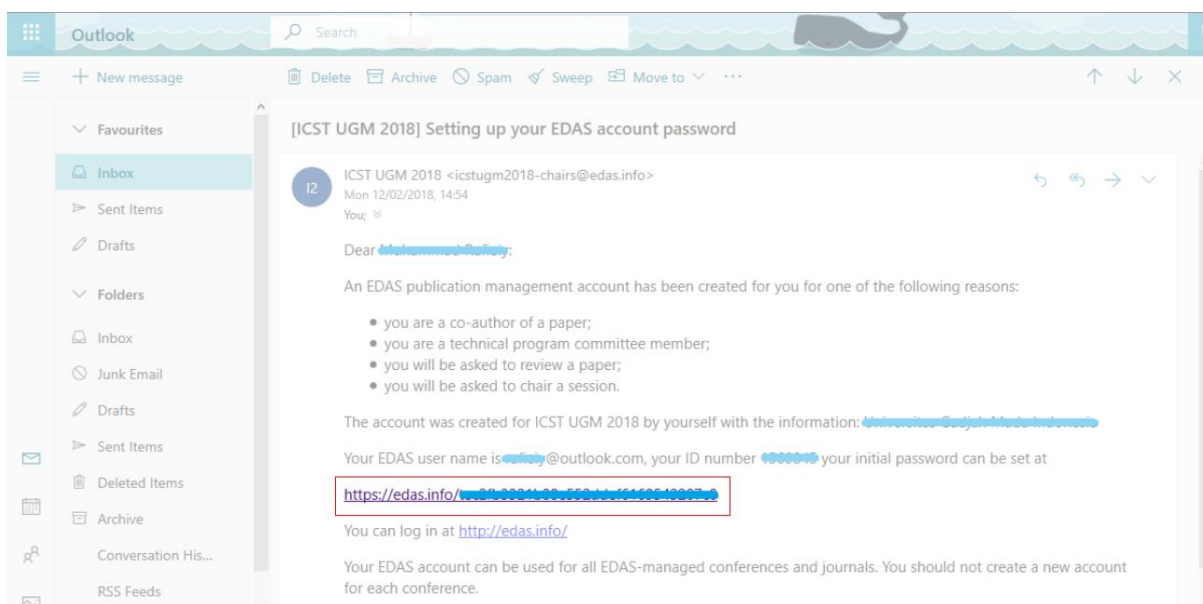 Outlook
Search
New message
Delete Archive Spam Sweep Move to ...
Favourites
Inbox
Sent Items
Drafts
Folders
Inbox
Junk Email
Drafts
Sent Items
Deleted Items
Archive
Conversation His...
RSS Feeds
[ICST UGM 2018] Setting up your EDAS account password
I2
ICST UGM 2018 <icstugm2018-chairs@edas.info>
Mon 12/02/2018, 14:54
You;
Dear :
An EDAS publication management account has been created for you for one of the following reasons:
• you are a co-author of a paper;
• you are a technical program committee member;
• you will be asked to review a paper;
• you will be asked to chair a session.
The account was created for ICST UGM 2018 by yourself with the information:
Your EDAS user name is @outlook.com, your ID number your initial password can be set at
https://edas.info/
You can log in at http://edas.info/
Your EDAS account can be used for all EDAS-managed conferences and journals. You should not create a new account
for each conference.